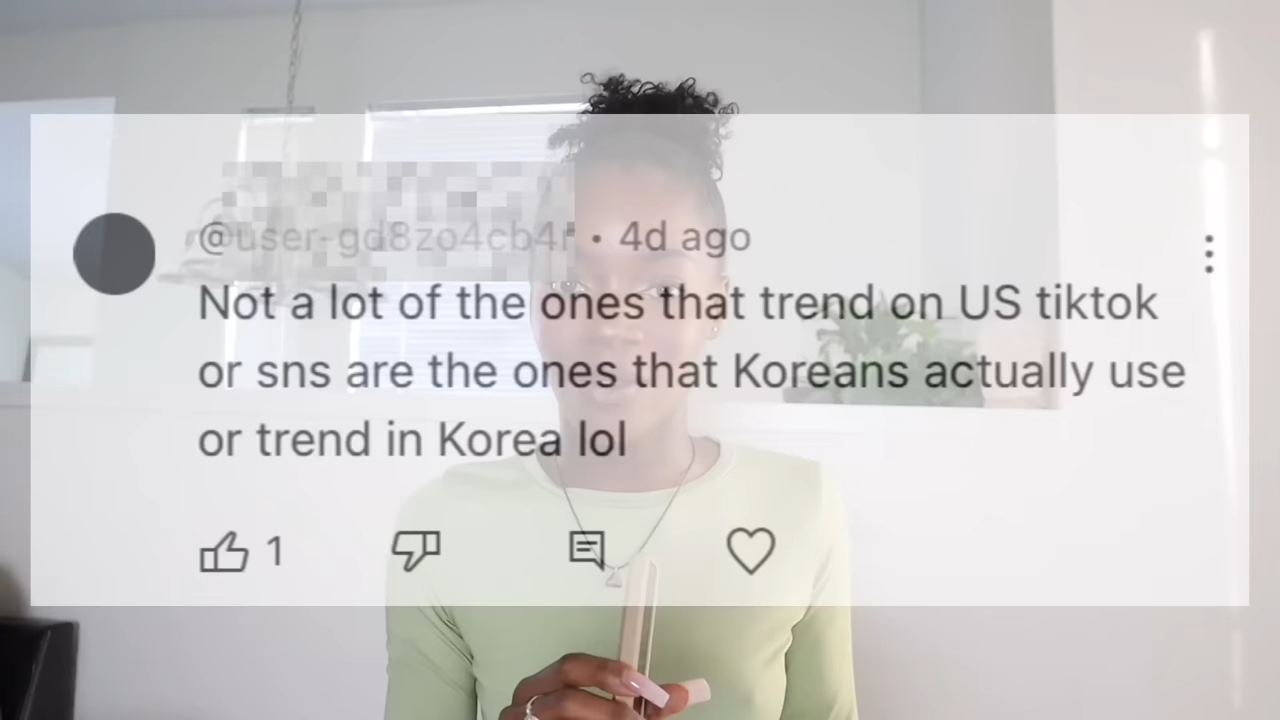 @user-gd8zo4cb4r • 4d ago
Not a lot of the ones that trend on US tiktok
or sns are the ones that Koreans actually use
or trend in Korea lol
1